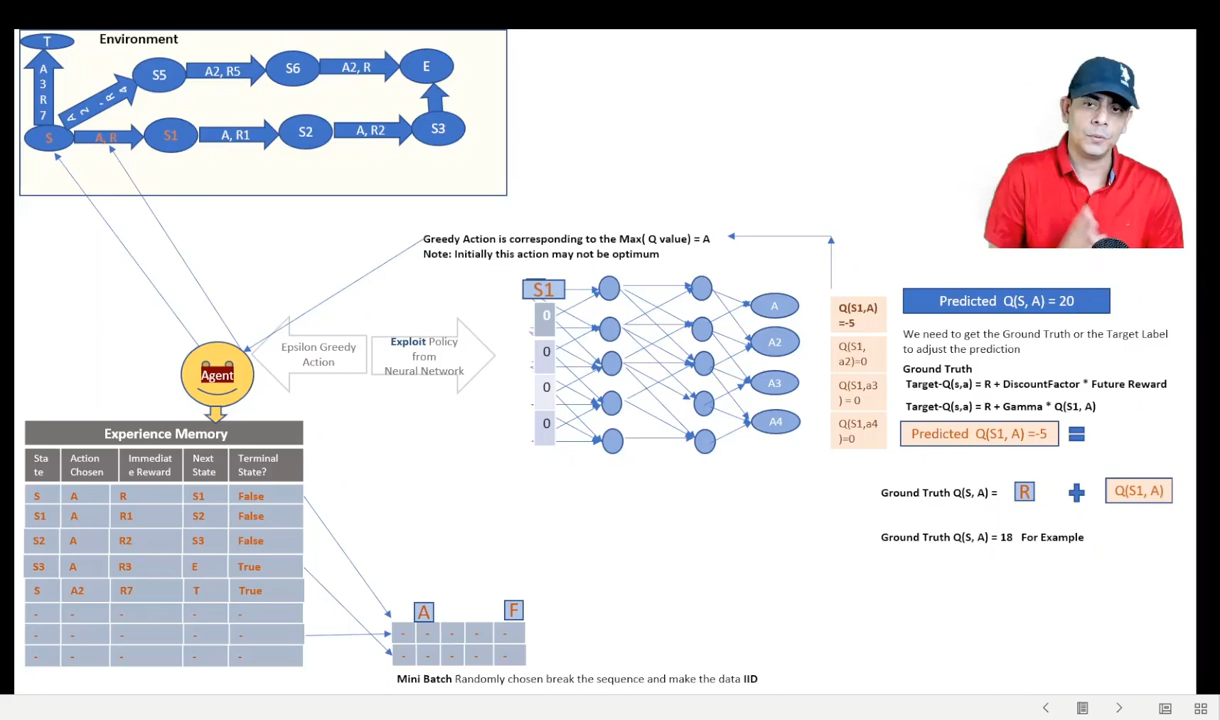 Environment
T
A
3
R
7
A2, R4
S5
A2, R5
S6
A2, R
E
S
A, R
S1
A, R1
S2
A, R2
S3
Greedy Action is corresponding to the Max( Q value) = A
Note: Initially this action may not be optimum
Agent
Epsilon Greedy
Action
Exploit Policy
from
Neural Network
S1
0
0
0
0
A
A2
A3
A4
Q(S1,A)
=-5
Q(S1,
a2)=0
Q(S1,a3
) = 0
Q(S1,a4
)=0
Predicted Q(S, A) = 20
We need to get the Ground Truth or the Target Label
to adjust the prediction
Ground Truth
Target-Q(s,a) = R + DiscountFactor * Future Reward
Target-Q(s,a) = R + Gamma * Q(S1, A)
Predicted Q(S1, A) =-5
Ground Truth Q(S, A) = R Q(S1, A)
Ground Truth Q(S, A) = 18 For Example
Experience Memory
Sta
te
Action
Chosen
Immediat
e Reward
Next
State
Terminal
State?
S A R S1 False
S1 A R1 S2 False
S2 A R2 S3 False
S3 A R3 E True
S A2 R7 T True
- - - - -
- - - - -
- - - - -
A F
- - - - -
- - - - -
Mini Batch Randomly chosen break the sequence and make the data IID